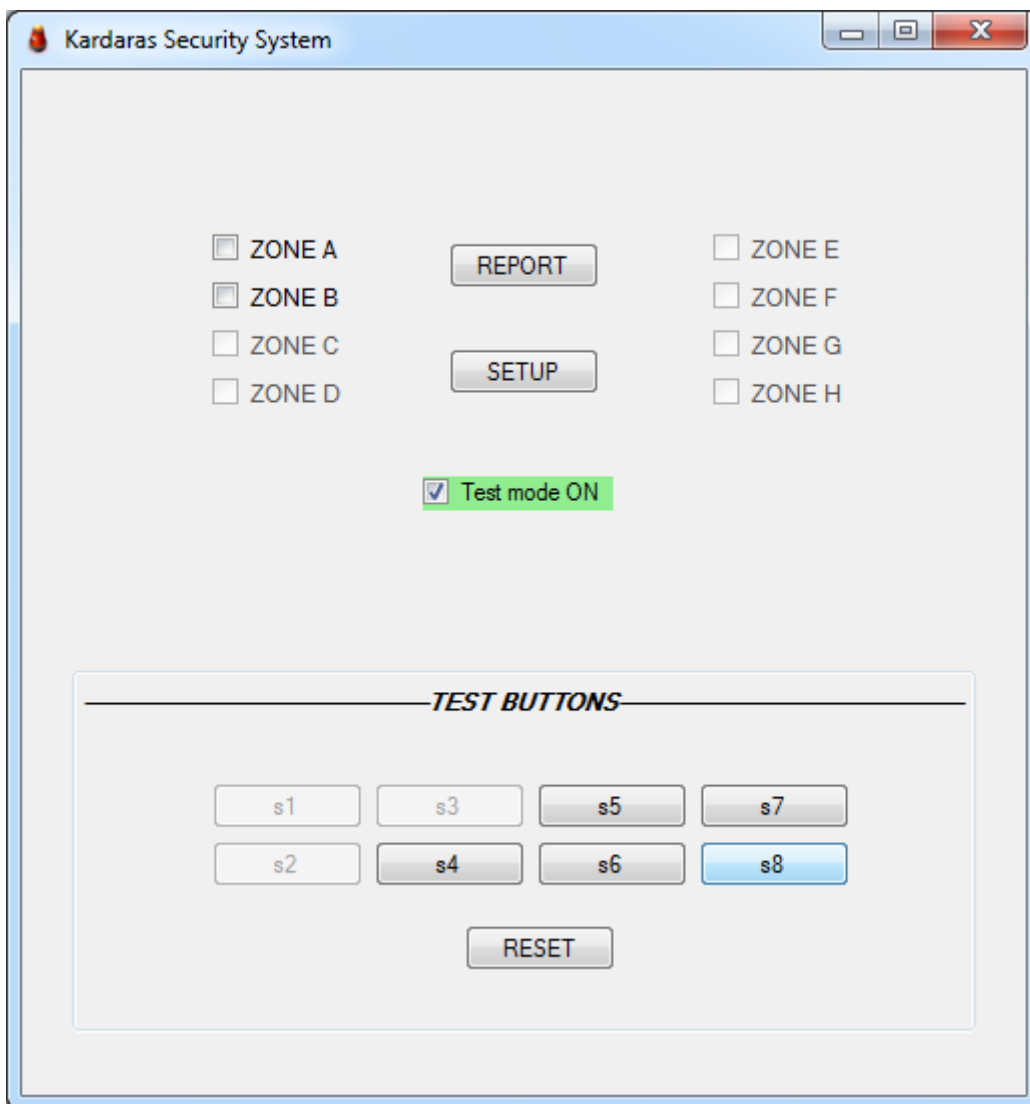 Kardaras Security System
ZONE A
ZONE B
ZONE C
ZONE D
REPORT
SETUP
ZONE E
ZONE F
ZONE G
ZONE H
Test mode ON
TEST BUTTONS
s1 s3 s5 s7
s2 s4 s6 s8
RESET